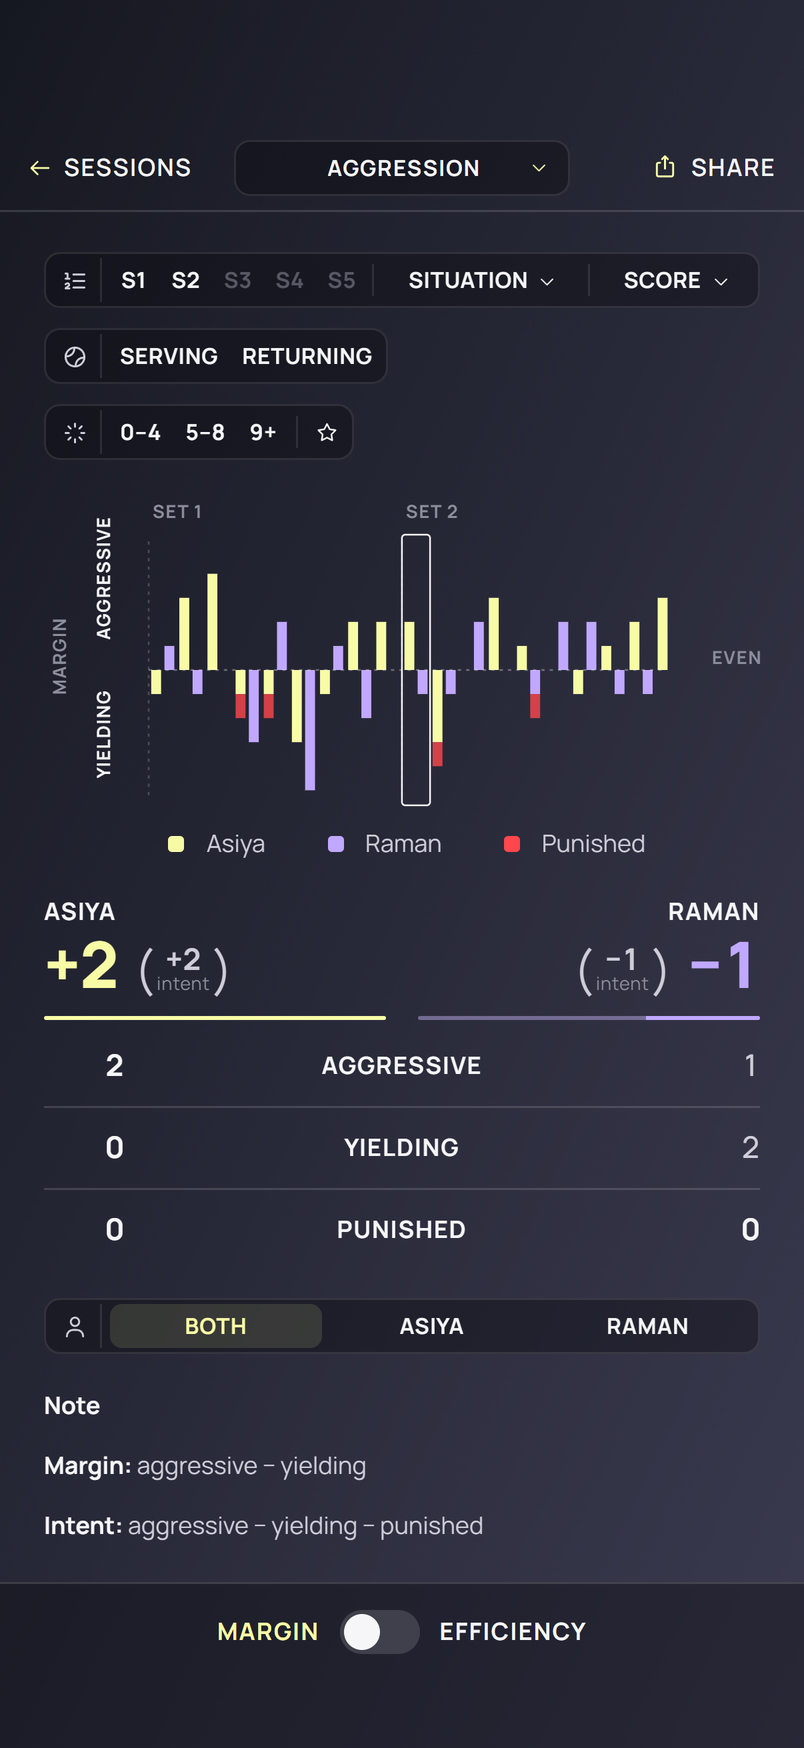 SESSIONS
AGGRESSION
SHARE
S1 S2 S3 S4 S5 SITUATION SCORE
SERVING RETURNING
0–4 5–8 9+
SET 1 SET 2
AGGRESSIVE
MARGIN
YIELDING
EVEN
Asiya Raman Punished
ASIYA RAMAN
+2 (+2 intent) (−1 intent) −1
2 AGGRESSIVE 1
0 YIELDING 2
0 PUNISHED 0
BOTH ASIYA RAMAN
Note
Margin: aggressive – yielding
Intent: aggressive – yielding – punished
MARGIN EFFICIENCY